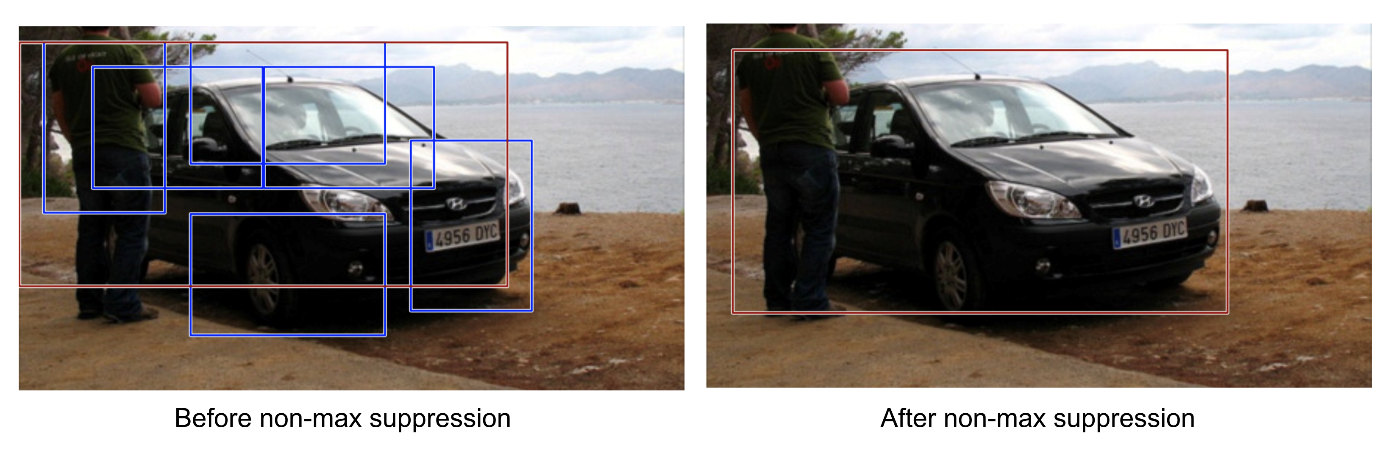 4956 DYC
4956 DYC
Before non-max suppression
After non-max suppression